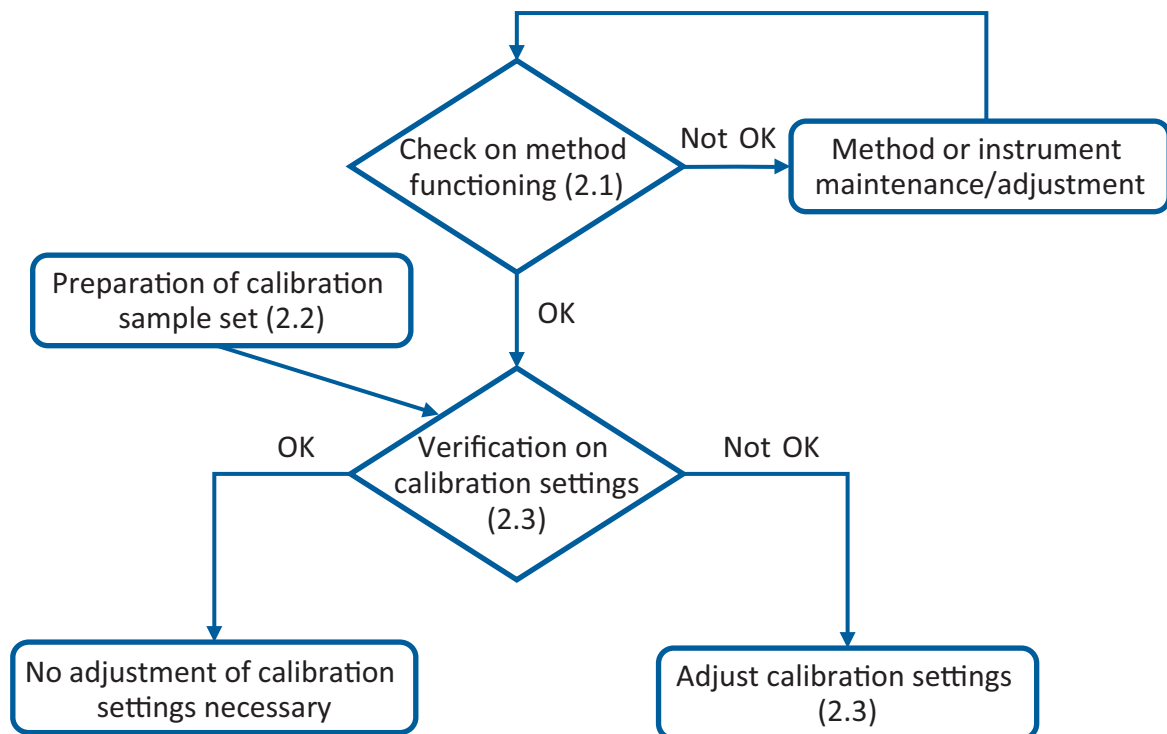 Check on method
functioning (2.1)
Not OK
Method or instrument
maintenance/adjustment
OK
Preparation of calibration
sample set (2.2)
Verification on
calibration settings
(2.3)
OK
Not OK
No adjustment of calibration
settings necessary
Adjust calibration settings
(2.3)